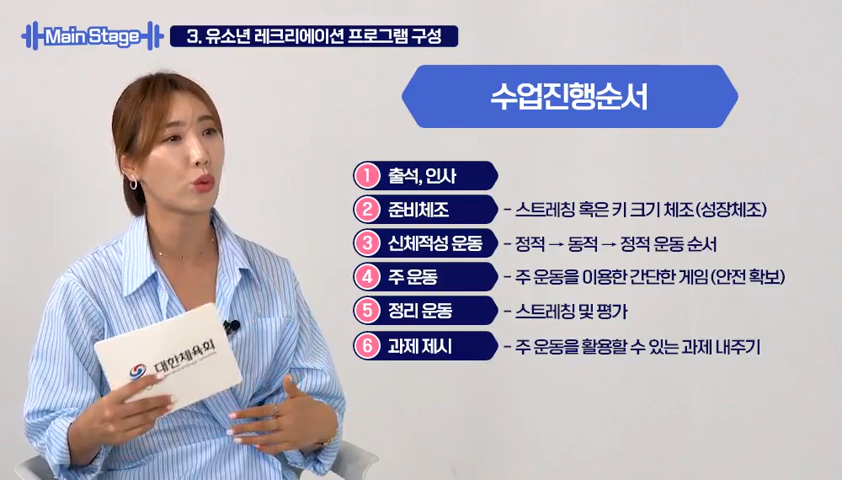 Main Stage
3. 유소년 레크리에이션 프로그램 구성
수업진행순서
1 출석, 인사
2 준비체조 - 스트레칭 혹은 키 크기 체조(성장체조)
3 신체적성 운동 - 정적 → 동적 → 정적 운동 순서
4 주 운동 - 주 운동을 이용한 간단한 게임(안전 확보)
5 정리 운동 - 스트레칭 및 평가
6 과제 제시 - 주 운동을 활용할 수 있는 과제 내주기
대한체육회